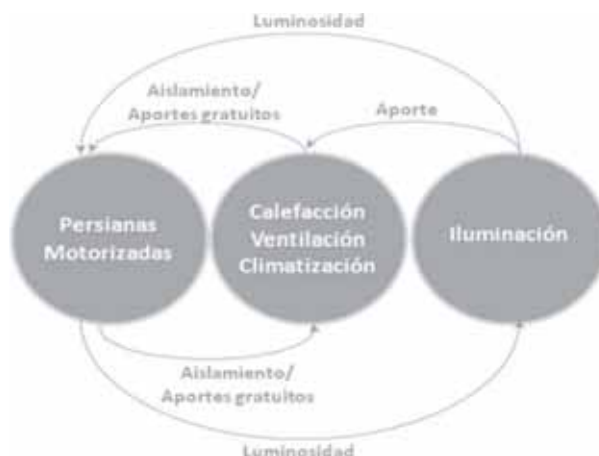 Luminosidad
Aislamiento/
Aportes gratuitos
Aporte
Persianas
Motorizadas
Calefacción
Ventilación
Climatización
Iluminación
Aislamiento/
Aportes gratuitos
Luminosidad